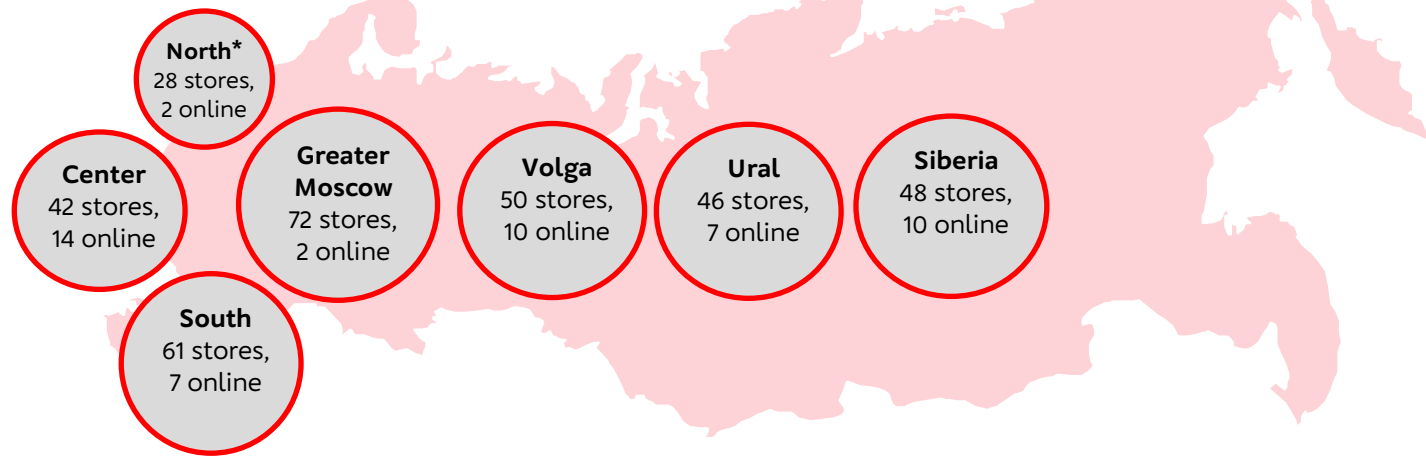 North*
28 stores,
2 online
Center
42 stores,
14 online
Greater
Moscow
72 stores,
2 online
Volga
50 stores,
10 online
Ural
46 stores,
7 online
Siberia
48 stores,
10 online
South
61 stores,
7 online